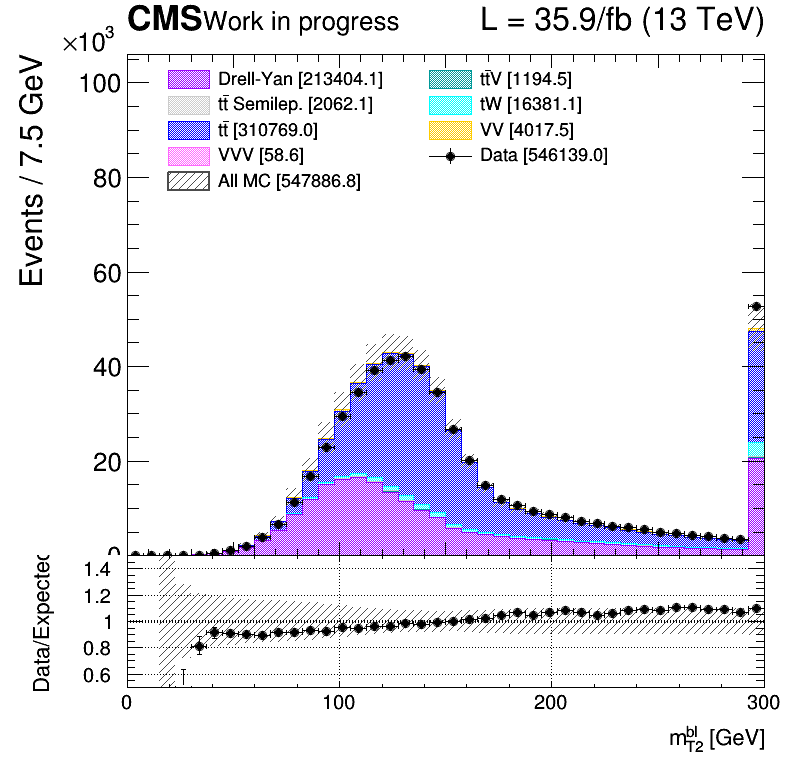 CMS Work in progress L = 35.9/fb (13 TeV)
×10³
Events / 7.5 GeV
100
80
60
40
20
0
Drell-Yan [213404.1]
tt̄ Semilep. [2062.1]
tt̄ [310769.0]
VVV [58.6]
All MC [547886.8]
tt̄V [1194.5]
tW [16381.1]
VV [4017.5]
Data [546139.0]
Data/Expected
1.4
1.2
1
0.8
0.6
0 100 200 300
m_T2^bl [GeV]